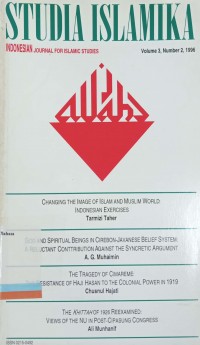 STUDIA ISLAMIKA
INDONESIAN JOURNAL FOR ISLAMIC STUDIES
Volume 3, Number 2, 1996
CHANGING THE IMAGE OF ISLAM AND MUSLIM WORLD:
INDONESIAN EXERCISES
Tarmizi Taher
AND SPIRITUAL BEINGS IN CIREBON-JAVANESE BELIEF SYSTEM:
RELUCTANT CONTTRIBUTION AGAINST THE SYNCRETIC ARGUMENT
A. G. Muhaimin
THE TRAGEDY OF CIMAREME:
RESISTANCE OF HAJI HASAN TO THE COLONIAL POWER IN 1919
Chusnul Hajati
THE KHITTAH OF 1926 REEXAMINED:
VIEWS OF THE NU IN POST-CIPASUNG CONGRESS
Ali Munhanif